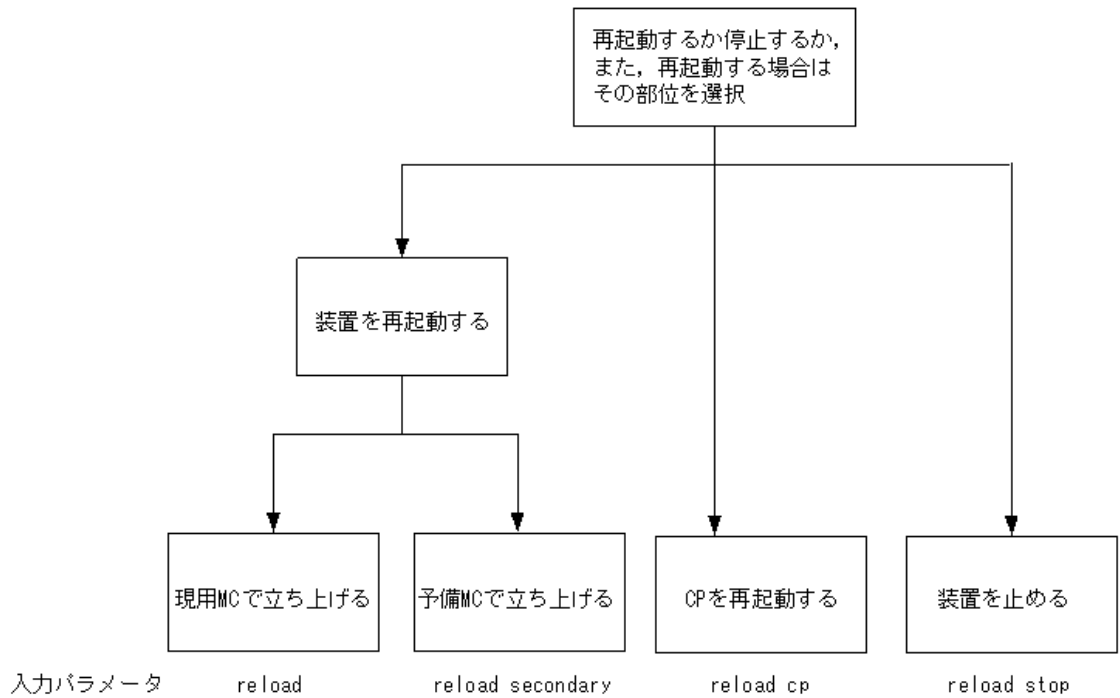 再起動するか停止するか，
また，再起動する場合は
その部位を選択
装置を再起動する
現用MCで立ち上げる
予備MCで立ち上げる
CPを再起動する
装置を止める
入力パラメータ
reload
reload secondary
reload cp
reload stop